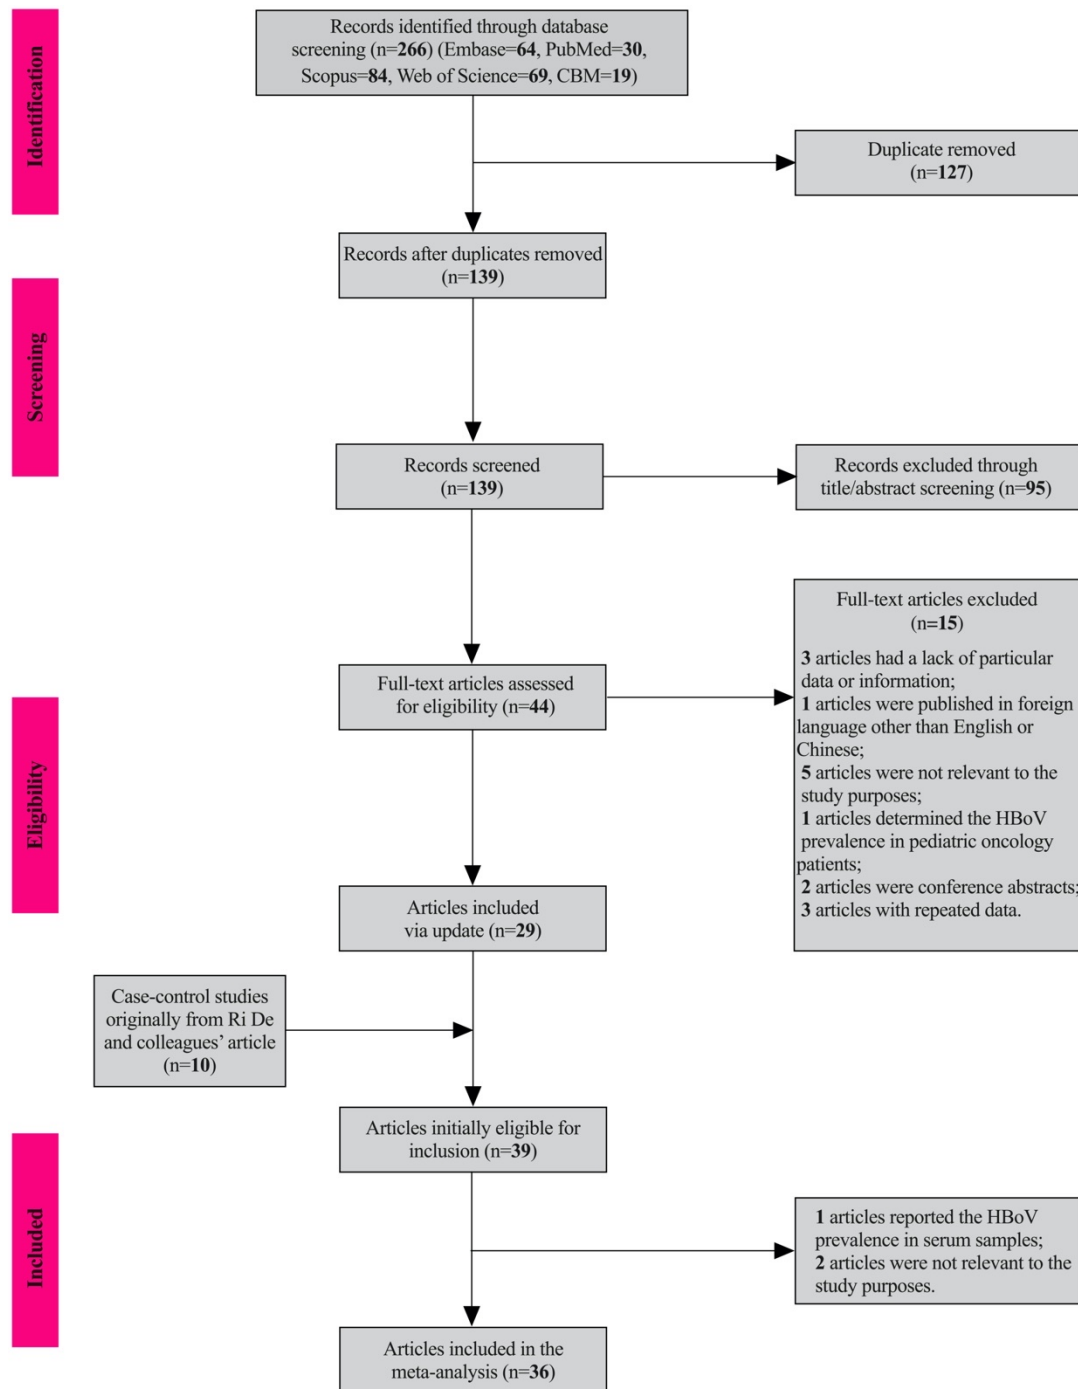 Identification
Records identified through database
screening (n=266) (Embase=64, PubMed=30,
Scopus=84, Web of Science=69, CBM=19)
Duplicate removed
(n=127)
Records after duplicates removed
(n=139)
Screening
Records screened
(n=139)
Records excluded through
title/abstract screening (n=95)
Eligibility
Full-text articles assessed
for eligibility (n=44)
Full-text articles excluded
(n=15)
3 articles had a lack of particular
data or information;
1 articles were published in foreign
language other than English or
Chinese;
5 articles were not relevant to the
study purposes;
1 articles determined the HBoV
prevalence in pediatric oncology
patients;
2 articles were conference abstracts;
3 articles with repeated data.
Articles included
via update (n=29)
Case-control studies
originally from Ri De
and colleagues’ article
(n=10)
Included
Articles initially eligible for
inclusion (n=39)
1 articles reported the HBoV
prevalence in serum samples;
2 articles were not relevant to the
study purposes.
Articles included in the
meta-analysis (n=36)